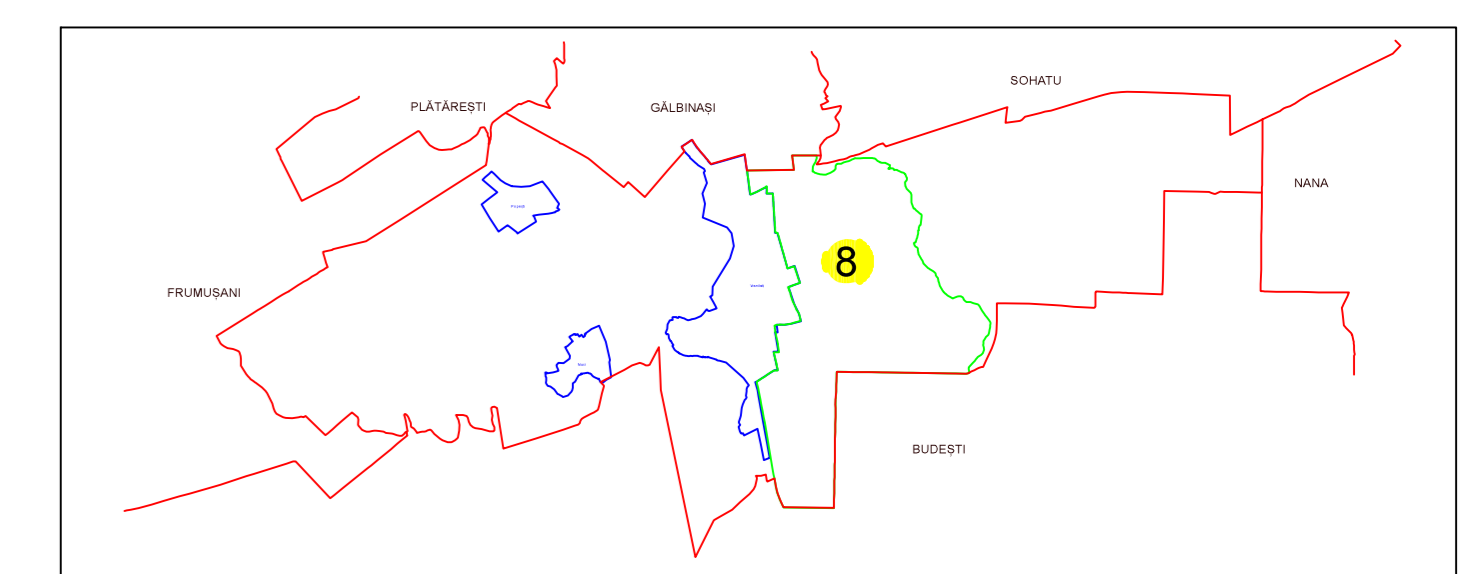 SOHATU
PLĂTĂREȘTI
GĂLBINAȘI
NANA
8
FRUMUȘANI
BUDEȘTI